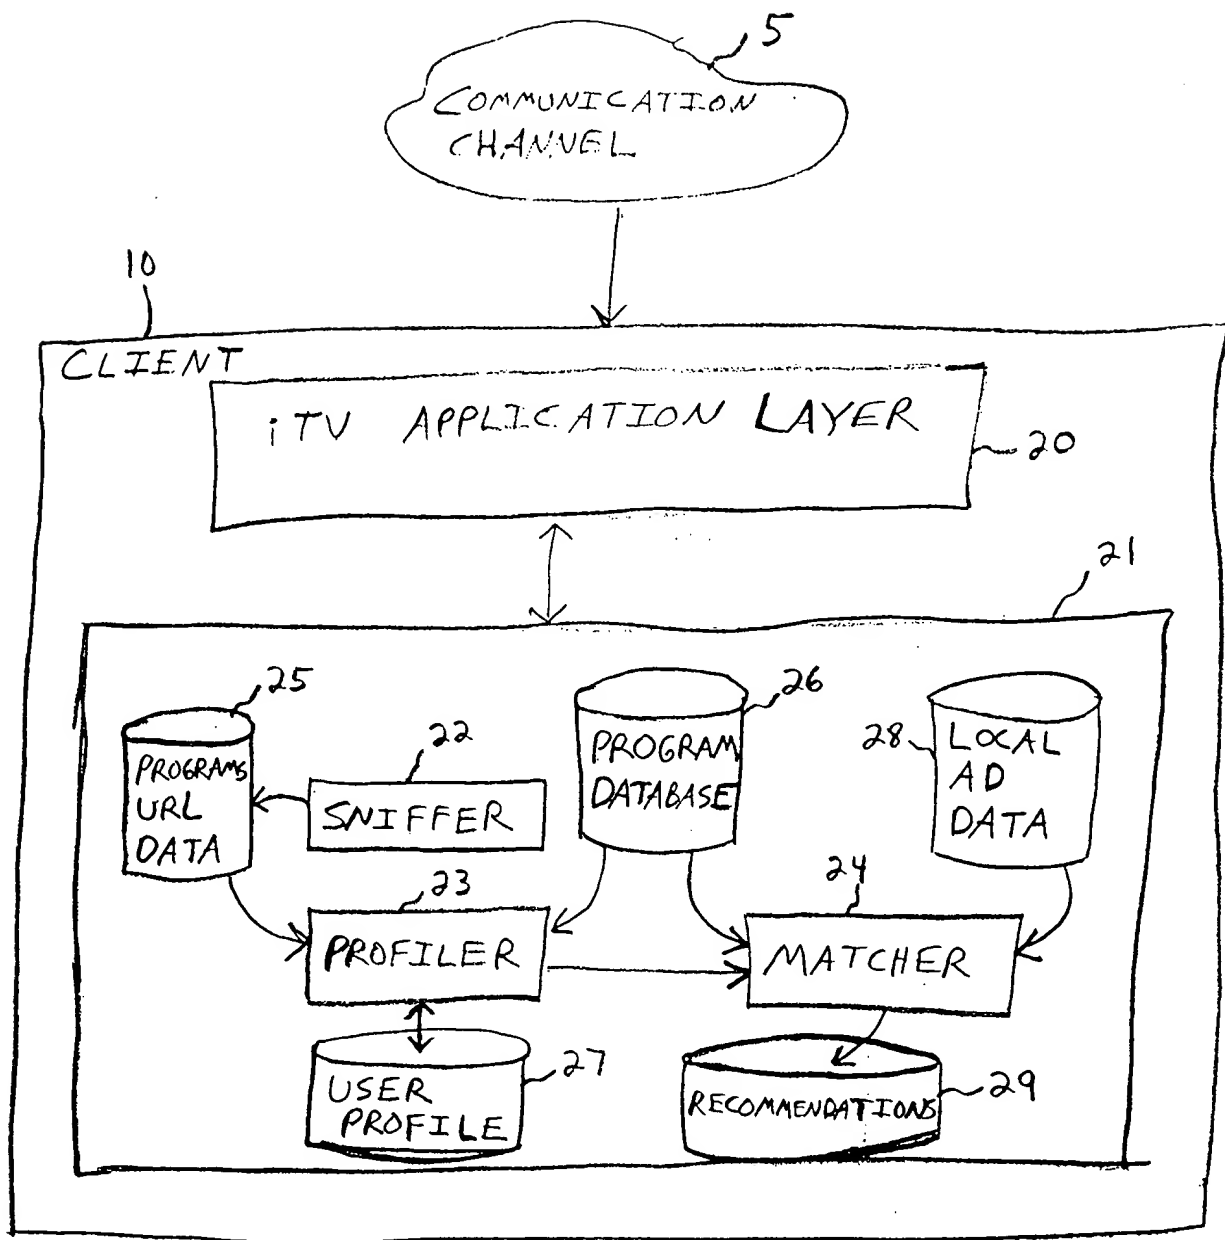 5
COMMUNICATION
CHANNEL
10
CLIENT
iTV APPLICATION LAYER
20
21
25
PROGRAMS
URL
DATA
22
SNIFFER
26
PROGRAM
DATABASE
28
LOCAL
AD
DATA
23
PROFILER
24
MATCHER
27
USER
PROFILE
29
RECOMMENDATIONS